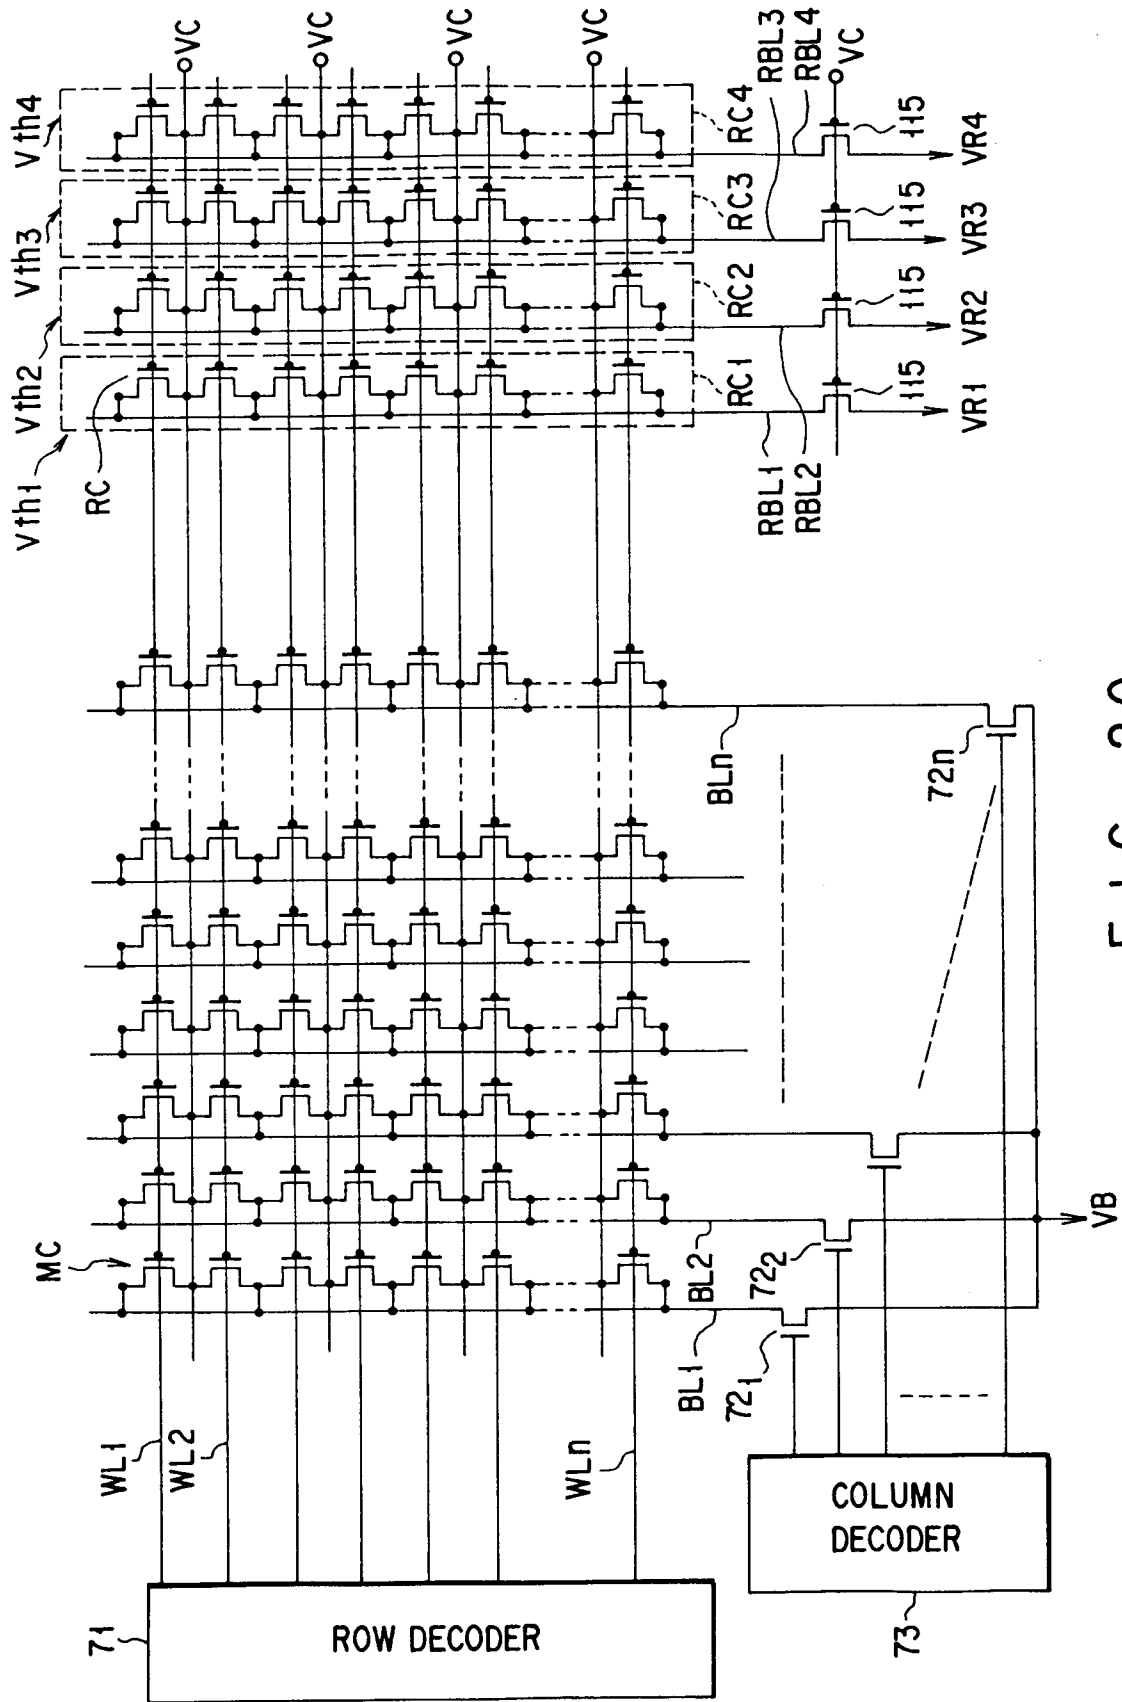 Vth1
Vth2
Vth3
Vth4
RC
VC
VC
VC
VC
MC
WL1
WL2
WLn
71
ROW DECODER
RC1
RC2
RC3
RC4
RBL1
RBL2
RBL3
RBL4
VC
115
115
115
115
VR1
VR2
VR3
VR4
BL1
BL2
BLn
72₁
72₂
72n
COLUMN
DECODER
73
VB